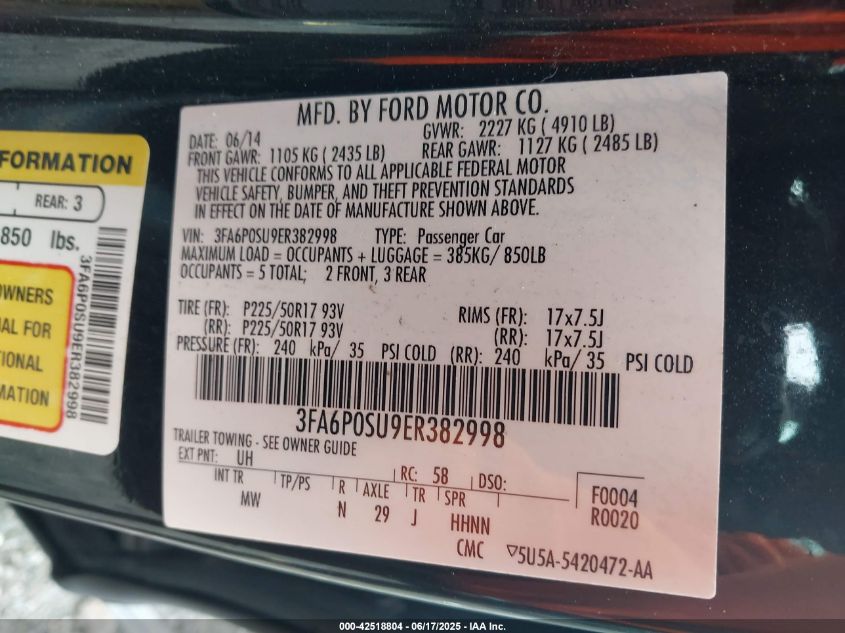 MFD. BY FORD MOTOR CO.
DATE: 06/14 GVWR: 2227 KG ( 4910 LB)
FRONT GAWR: 1105 KG ( 2435 LB) REAR GAWR: 1127 KG ( 2485 LB)
THIS VEHICLE CONFORMS TO ALL APPLICABLE FEDERAL MOTOR
VEHICLE SAFETY, BUMPER, AND THEFT PREVENTION STANDARDS
IN EFFECT ON THE DATE OF MANUFACTURE SHOWN ABOVE.
VIN: 3FA6P0SU9ER382998 TYPE: Passenger Car
MAXIMUM LOAD = OCCUPANTS + LUGGAGE = 385KG/ 850LB
OCCUPANTS = 5 TOTAL; 2 FRONT, 3 REAR
TIRE (FR): P225/50R17 93V RIMS (FR): 17x7.5J
(RR): P225/50R17 93V (RR): 17x7.5J
PRESSURE (FR): 240 kPa/ 35 PSI COLD (RR): 240 kPa/ 35 PSI COLD
3FA6P0SU9ER382998
TRAILER TOWING - SEE OWNER GUIDE
EXT PNT: UH RC: 58 DSO:
INT TR TP/PS R AXLE TR SPR F0004
MW N 29 J HHNN R0020
CMC ▽5U5A-5420472-AA
FORMATION
REAR: 3
850 lbs.
3FA6P0SU9ER382998
OWNERS
UAL FOR
TIONAL
MATION
000-42518804 - 06/17/2025 - IAA Inc.